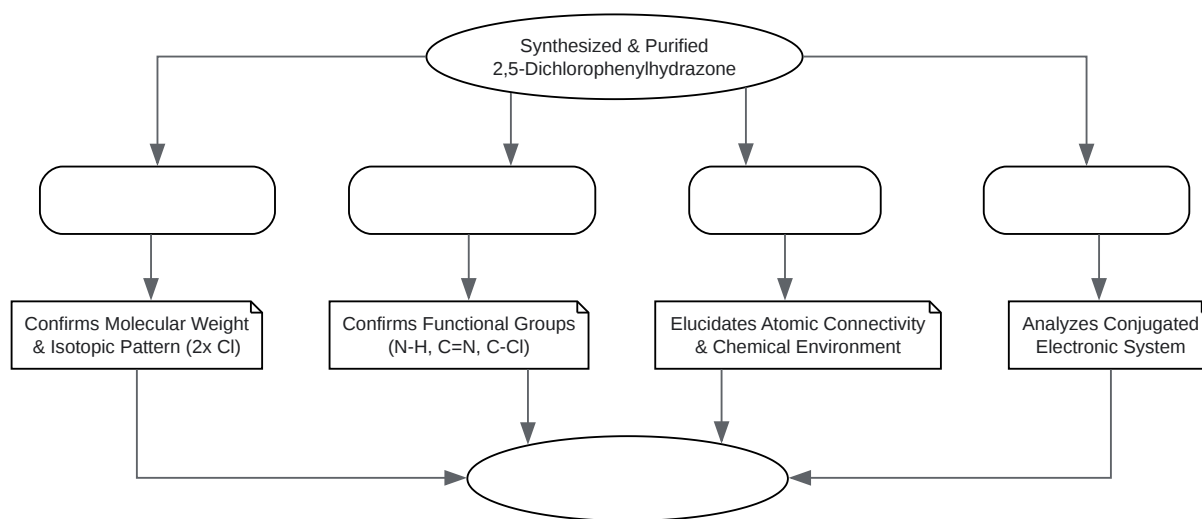 Synthesized & Purified
2,5-Dichlorophenylhydrazone
Confirms Molecular Weight
& Isotopic Pattern (2x Cl)
Confirms Functional Groups
(N-H, C=N, C-Cl)
Elucidates Atomic Connectivity
& Chemical Environment
Analyzes Conjugated
Electronic System